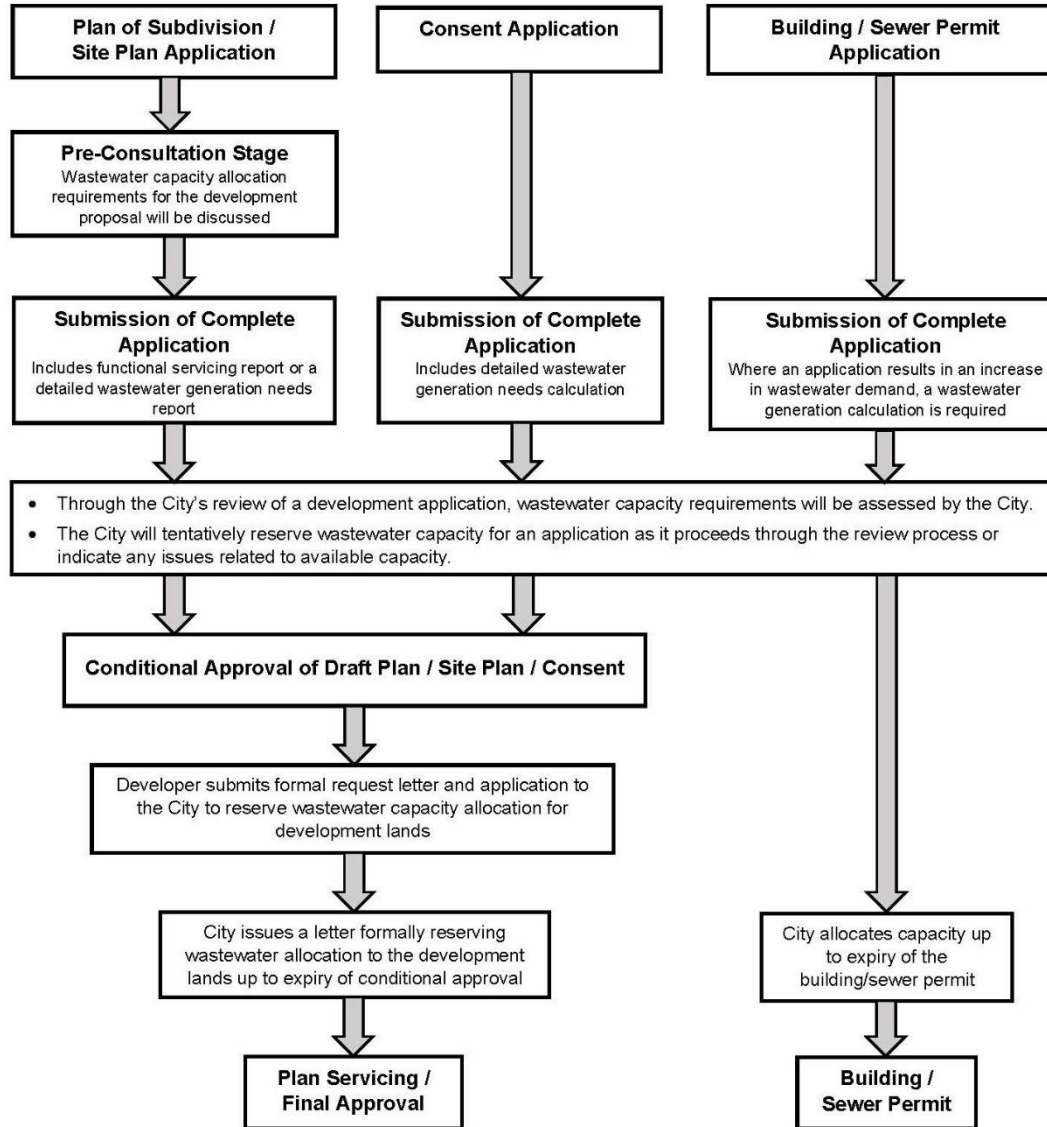 Plan of Subdivision /
Site Plan Application
Consent Application
Building / Sewer Permit
Application
Pre-Consultation Stage
Wastewater capacity allocation
requirements for the development
proposal will be discussed
Submission of Complete
Application
Includes functional servicing report or a
detailed wastewater generation needs
report
Submission of Complete
Application
Includes detailed wastewater
generation needs calculation
Submission of Complete
Application
Where an application results in an increase
in wastewater demand, a wastewater
generation calculation is required
• Through the City's review of a development application, wastewater capacity requirements will be assessed by the City.
• The City will tentatively reserve wastewater capacity for an application as it proceeds through the review process or
indicate any issues related to available capacity.
Conditional Approval of Draft Plan / Site Plan / Consent
Developer submits formal request letter and application to
the City to reserve wastewater capacity allocation for
development lands
City issues a letter formally reserving
wastewater allocation to the development
lands up to expiry of conditional approval
City allocates capacity up
to expiry of the
building/sewer permit
Plan Servicing /
Final Approval
Building /
Sewer Permit